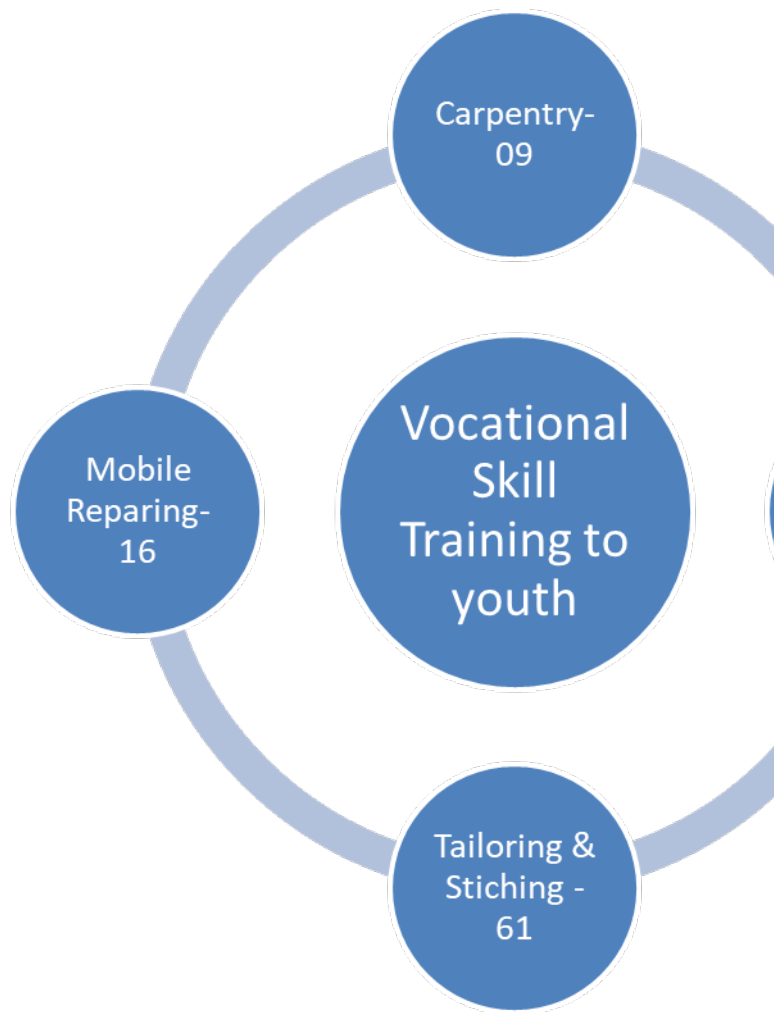 Carpentry-
09
Vocational
Skill
Training to
youth
Mobile
Reparing-
16
Tailoring &
Stiching -
61